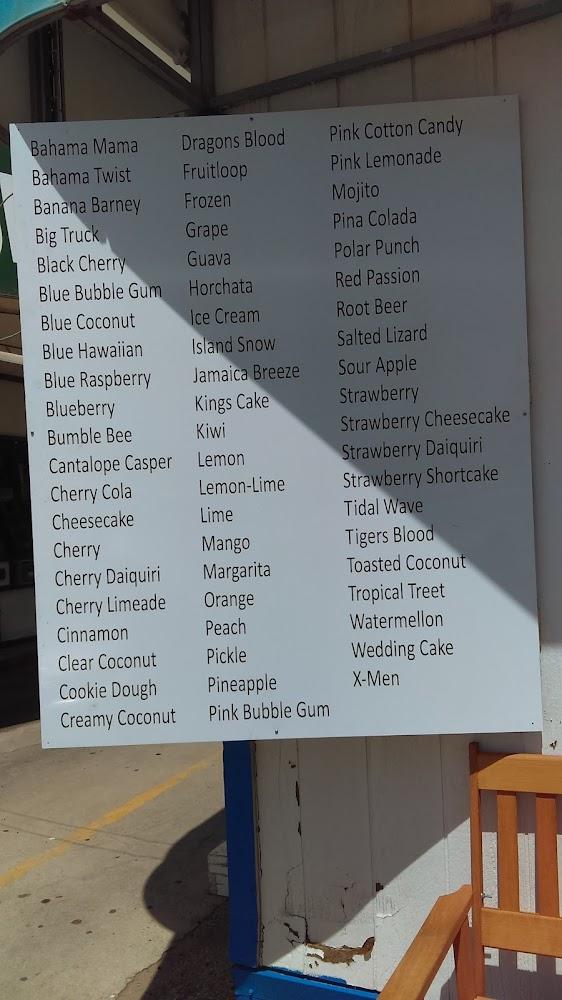 Bahama Mama
Bahama Twist
Banana Barney
Big Truck
Black Cherry
Blue Bubble Gum
Blue Coconut
Blue Hawaiian
Blue Raspberry
Blueberry
Bumble Bee
Cantalope Casper
Cherry Cola
Cheesecake
Cherry
Cherry Daiquiri
Cherry Limeade
Cinnamon
Clear Coconut
Cookie Dough
Creamy Coconut
Dragons Blood
Fruitloop
Frozen
Grape
Guava
Horchata
Ice Cream
Island Snow
Jamaica Breeze
Kings Cake
Kiwi
Lemon
Lemon-Lime
Lime
Mango
Margarita
Orange
Peach
Pickle
Pineapple
Pink Bubble Gum
Pink Cotton Candy
Pink Lemonade
Mojito
Pina Colada
Polar Punch
Red Passion
Root Beer
Salted Lizard
Sour Apple
Strawberry
Strawberry Cheesecake
Strawberry Daiquiri
Strawberry Shortcake
Tidal Wave
Tigers Blood
Toasted Coconut
Tropical Treet
Watermellon
Wedding Cake
X-Men